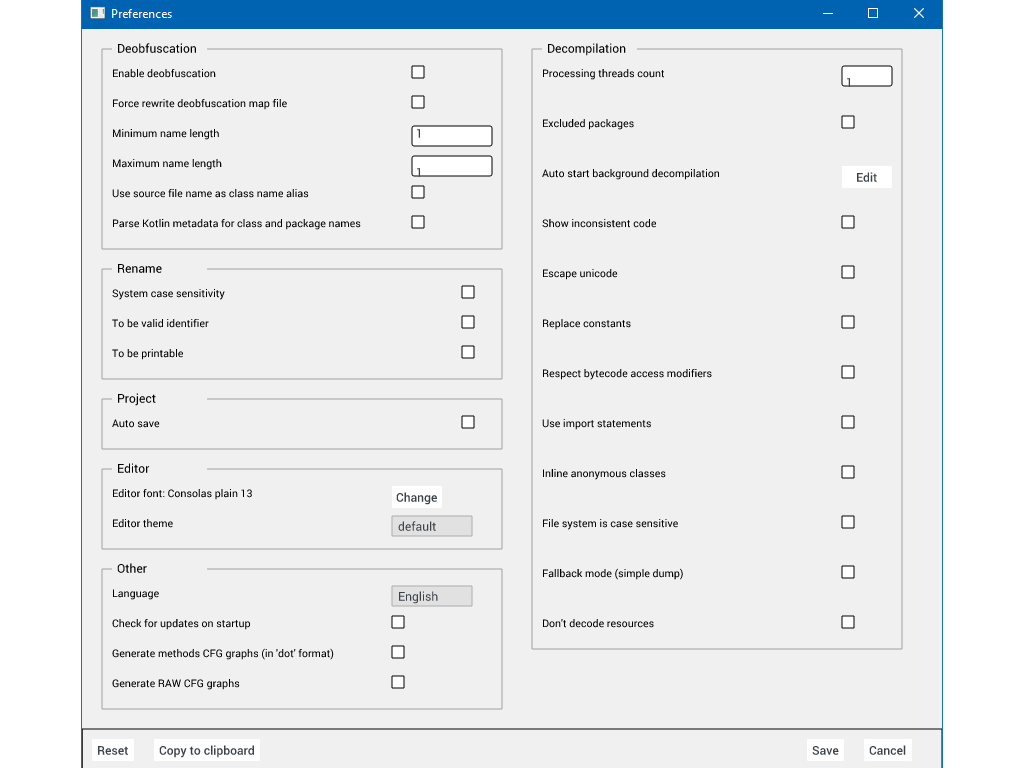 Preferences
Deobfuscation
Enable deobfuscation
Force rewrite deobfuscation map file
Minimum name length 1
Maximum name length 1
Use source file name as class name alias
Parse Kotlin metadata for class and package names
Rename
System case sensitivity
To be valid identifier
To be printable
Project
Auto save
Editor
Editor font: Consolas plain 13 Change
Editor theme default
Other
Language English
Check for updates on startup
Generate methods CFG graphs (in 'dot' format)
Generate RAW CFG graphs
Decompilation
Processing threads count 1
Excluded packages
Auto start background decompilation Edit
Show inconsistent code
Escape unicode
Replace constants
Respect bytecode access modifiers
Use import statements
Inline anonymous classes
File system is case sensitive
Fallback mode (simple dump)
Don't decode resources
Reset Copy to clipboard Save Cancel